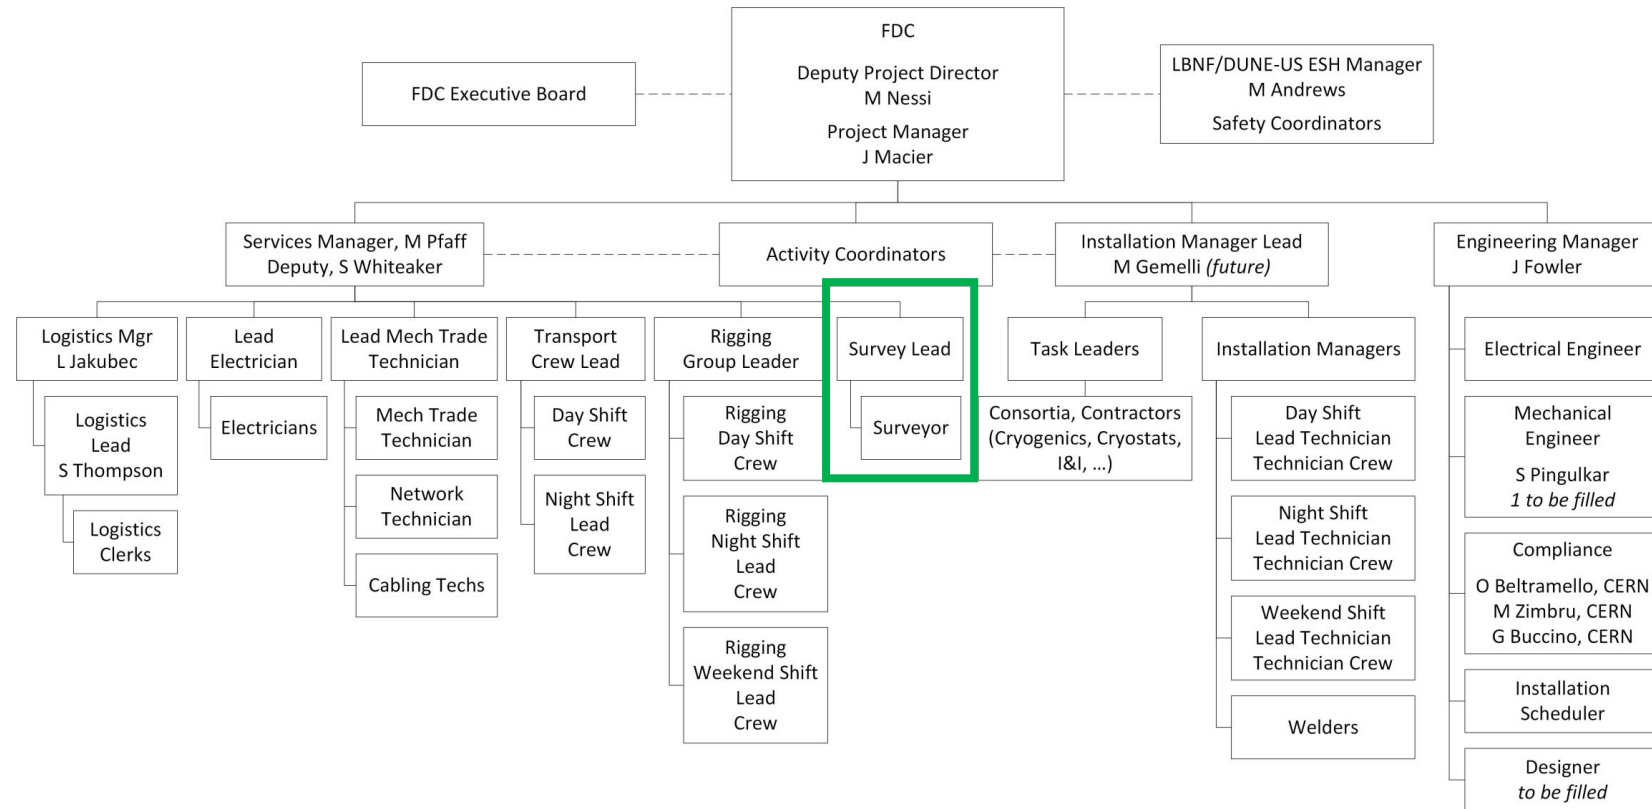 FDC
Deputy Project Director
M Nessi
Project Manager
J Macier
FDC Executive Board
LBNF/DUNE-US ESH Manager
M Andrews
Safety Coordinators
Services Manager, M Pfaff
Deputy, S Whiteaker
Activity Coordinators
Installation Manager Lead
M Gemelli (future)
Engineering Manager
J Fowler
Logistics Mgr
L Jakubec
Logistics
Lead
S Thompson
Logistics
Clerks
Lead
Electrician
Electricians
Lead Mech Trade
Technician
Mech Trade
Technician
Network
Technician
Cabling Techs
Transport
Crew Lead
Day Shift
Crew
Night Shift
Lead
Crew
Rigging
Group Leader
Rigging
Day Shift
Crew
Rigging
Night Shift
Lead
Crew
Rigging
Weekend Shift
Lead
Crew
Survey Lead
Surveyor
Task Leaders
Consortia, Contractors
(Cryogenics, Cryostats,
I&I, …)
Installation Managers
Day Shift
Lead Technician
Technician Crew
Night Shift
Lead Technician
Technician Crew
Weekend Shift
Lead Technician
Technician Crew
Welders
Electrical Engineer
Mechanical
Engineer
S Pingulkar
1 to be filled
Compliance
O Beltramello, CERN
M Zimbru, CERN
G Buccino, CERN
Installation
Scheduler
Designer
to be filled